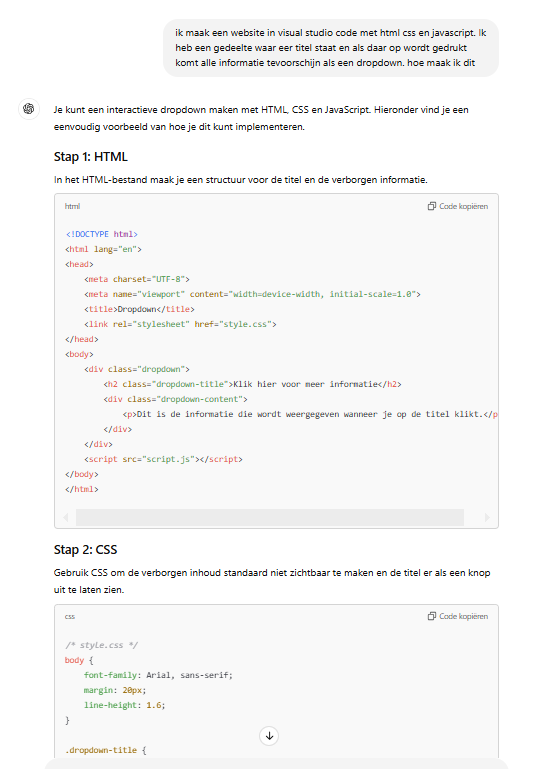 ik maak een website in visual studio code met html css en javascript. Ik
heb een gedeelte waar eer titel staat en als daar op wordt gedrukt
komt alle informatie tevoorschijn als een dropdown. hoe maak ik dit
Je kunt een interactieve dropdown maken met HTML, CSS en JavaScript. Hieronder vind je een
eenvoudig voorbeeld van hoe je dit kunt implementeren.
Stap 1: HTML
In het HTML-bestand maak je een structuur voor de titel en de verborgen informatie.
html
Code kopiëren
<!DOCTYPE html>
<html lang="en">
<head>
    <meta charset="UTF-8">
    <meta name="viewport" content="width=device-width, initial-scale=1.0">
    <title>Dropdown</title>
    <link rel="stylesheet" href="style.css">
</head>
<body>
    <div class="dropdown">
        <h2 class="dropdown-title">Klik hier voor meer informatie</h2>
        <div class="dropdown-content">
            <p>Dit is de informatie die wordt weergegeven wanneer je op de titel klikt.</p
        </div>
    </div>
    <script src="script.js"></script>
</body>
</html>
Stap 2: CSS
Gebruik CSS om de verborgen inhoud standaard niet zichtbaar te maken en de titel er als een knop
uit te laten zien.
css
Code kopiëren
/* style.css */
body {
    font-family: Arial, sans-serif;
    margin: 20px;
    line-height: 1.6;
}
.dropdown-title {